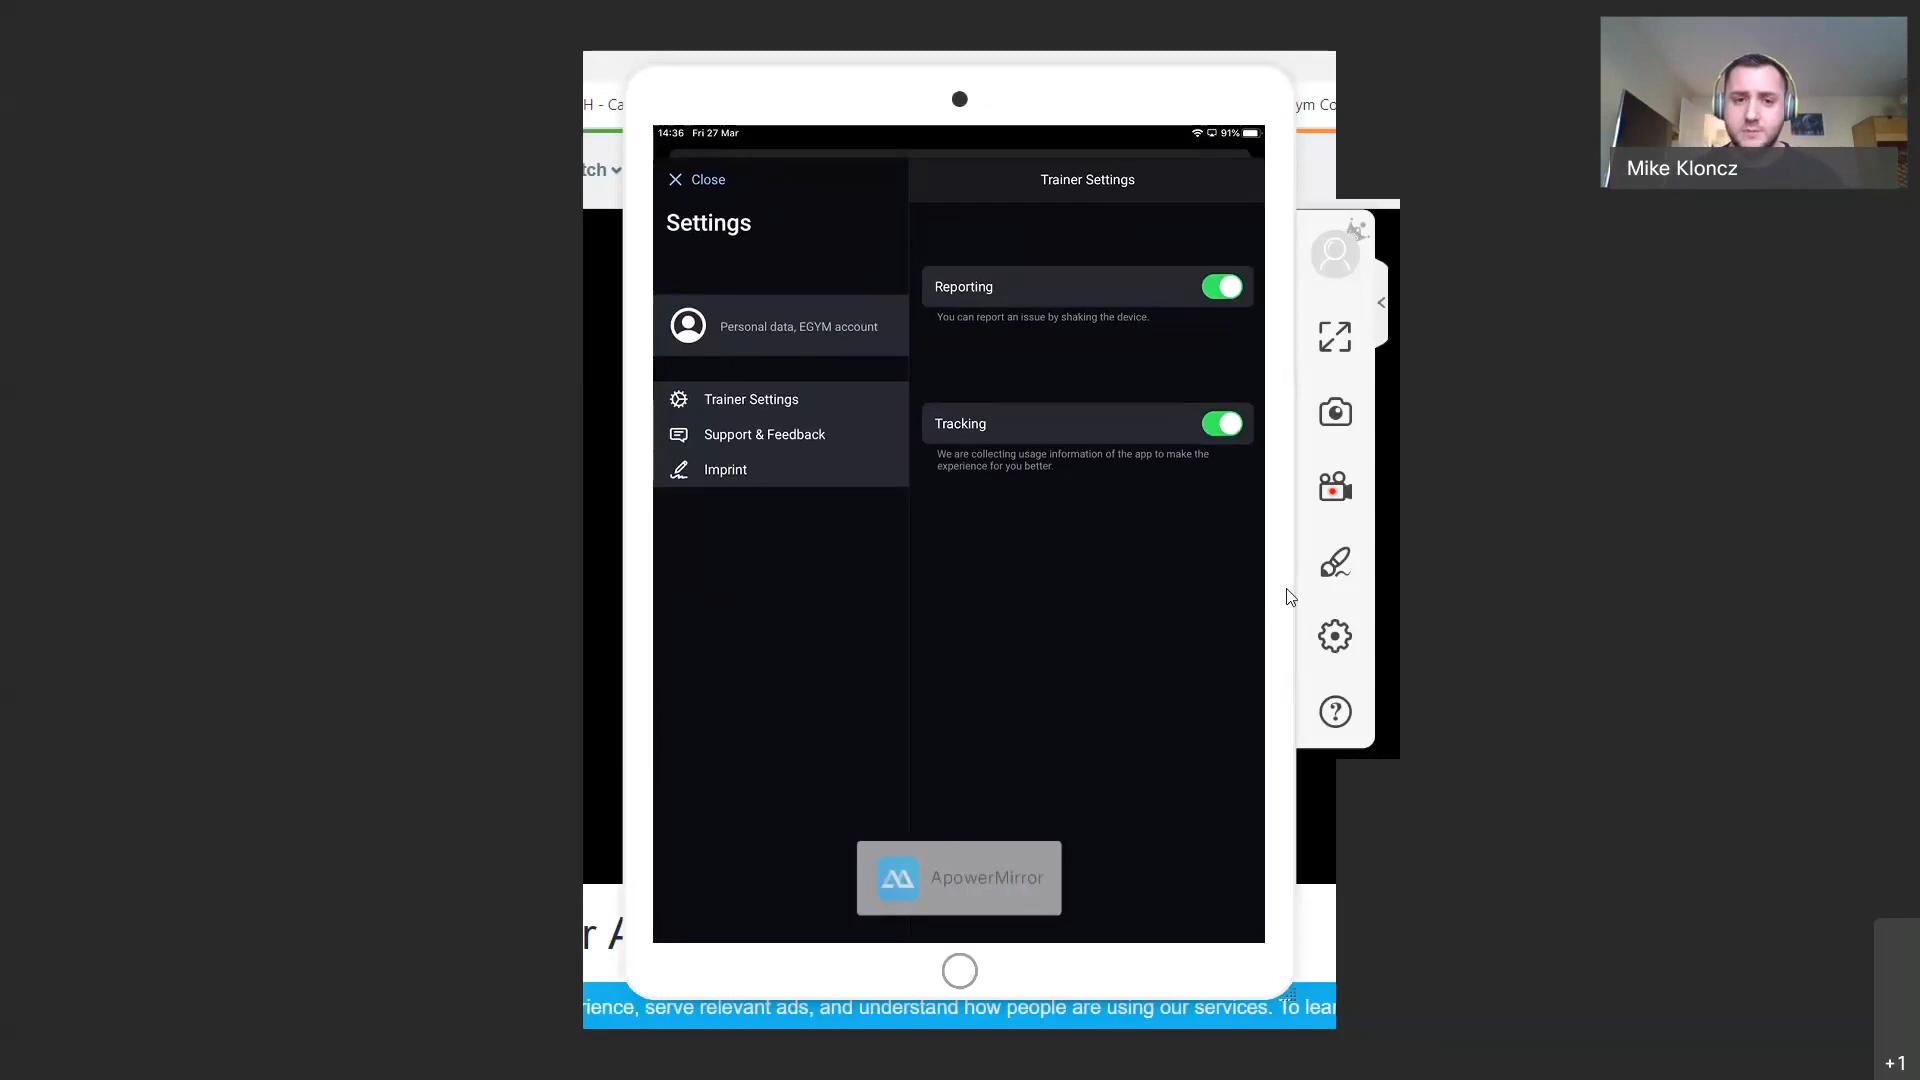 H - Ca
ym Co
tch
14:36 Fri 27 Mar
91%
Close
Trainer Settings
Settings
Reporting
You can report an issue by shaking the device.
Personal data, EGYM account
Trainer Settings
Support & Feedback
Imprint
Tracking
We are collecting usage information of the app to make the
experience for you better.
ApowerMirror
r A
rience, serve relevant ads, and understand how people are using our services. To lear
Mike Kloncz
+1